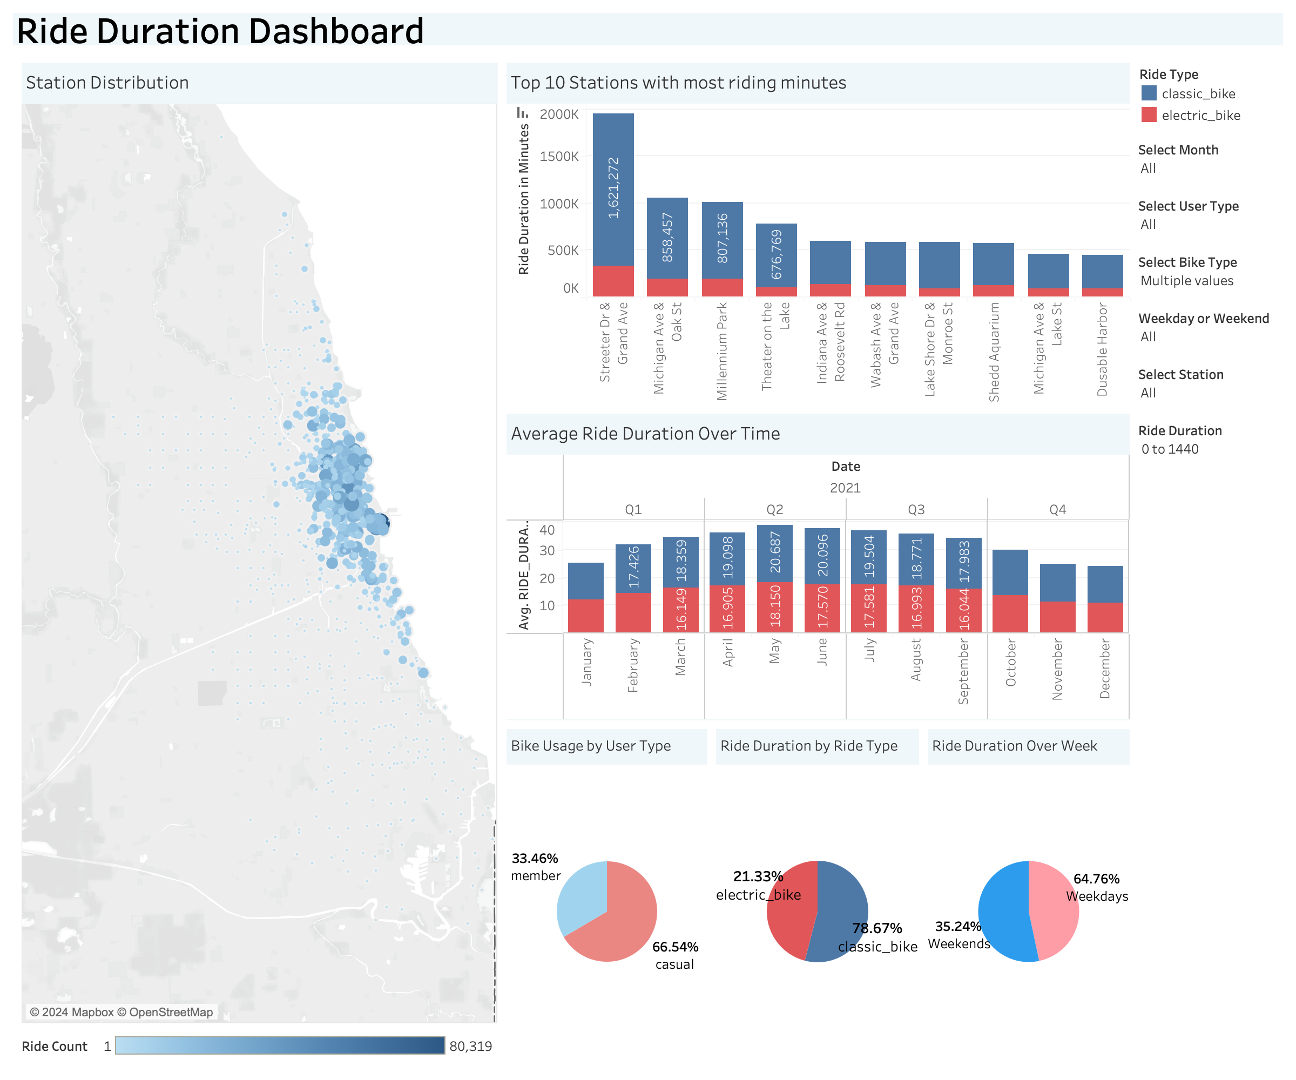 Ride Duration Dashboard
Station Distribution
© 2024 Mapbox © OpenStreetMap
Ride Count 1 80,319
Top 10 Stations with most riding minutes
Ride Duration in Minutes
2000K
1500K
1000K
500K
0K
1,621,272
858,457
807,136
676,769
Streeter Dr &
Grand Ave
Michigan Ave &
Oak St
Millennium Park
Theater on the
Lake
Indiana Ave &
Roosevelt Rd
Wabash Ave &
Grand Ave
Lake Shore Dr &
Monroe St
Shedd Aquarium
Michigan Ave &
Lake St
Dusable Harbor
Average Ride Duration Over Time
Date
2021
Q1 Q2 Q3 Q4
Avg. RIDE_DURA..
40
30
20
10
17.426
18.359
19.098
20.687
20.096
19.504
18.771
17.983
16.149
16.905
18.150
17.570
17.581
16.993
16.044
January
February
March
April
May
June
July
August
September
October
November
December
Bike Usage by User Type
33.46%
member
66.54%
casual
Ride Duration by Ride Type
21.33%
electric_bike
78.67%
classic_bike
Ride Duration Over Week
64.76%
Weekdays
35.24%
Weekends
Ride Type
classic_bike
electric_bike
Select Month
All
Select User Type
All
Select Bike Type
Multiple values
Weekday or Weekend
All
Select Station
All
Ride Duration
0 to 1440